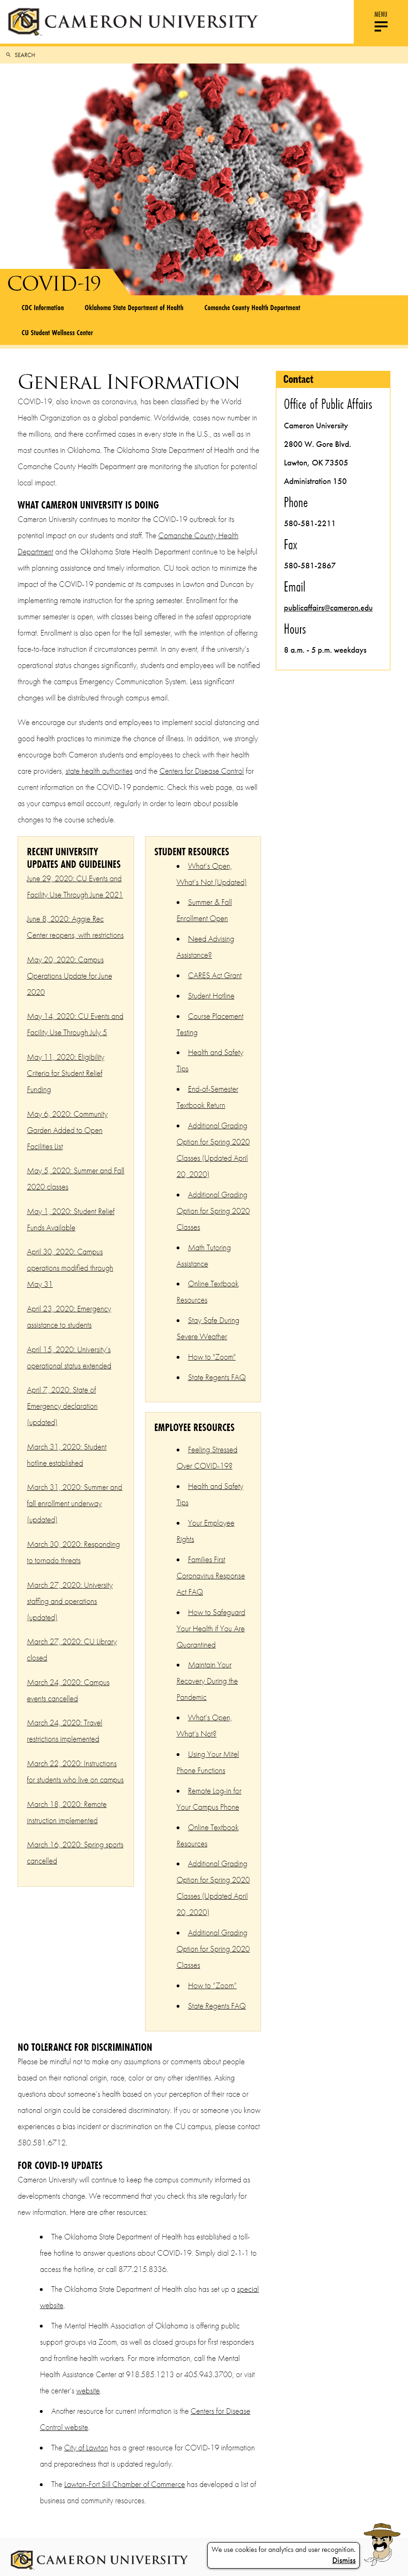 CAMERON UNIVERSITY
MENU
SEARCH
COVID-19
CDC Information
Oklahoma State Department of Health
Comanche County Health Department
CU Student Wellness Center
General Information
COVID-19, also known as coronavirus, has been classified by the World
Health Organization as a global pandemic. Worldwide, cases now number in
the millions, and there confirmed cases in every state in the U.S., as well as in
most counties in Oklahoma. The Oklahoma State Department of Health and the
Comanche County Health Department are monitoring the situation for potential
local impact.
WHAT CAMERON UNIVERSITY IS DOING
Cameron University continues to monitor the COVID-19 outbreak for its
potential impact on our students and staff. The Comanche County Health
Department and the Oklahoma State Health Department continue to be helpful
with planning assistance and timely information. CU took action to minimize the
impact of the COVID-19 pandemic at its campuses in Lawton and Duncan by
implementing remote instruction for the spring semester. Enrollment for the
summer semester is open, with classes being offered in the safest appropriate
format. Enrollment is also open for the fall semester, with the intention of offering
face-to-face instruction if circumstances permit. In any event, if the university's
operational status changes significantly, students and employees will be notified
through the campus Emergency Communication System. Less significant
changes will be distributed through campus email.
We encourage our students and employees to implement social distancing and
good health practices to minimize the chance of illness. In addition, we strongly
encourage both Cameron students and employees to check with their health
care providers, state health authorities and the Centers for Disease Control for
current information on the COVID-19 pandemic. Check this web page, as well
as your campus email account, regularly in order to learn about possible
changes to the course schedule.
RECENT UNIVERSITY
UPDATES AND GUIDELINES
June 29, 2020: CU Events and
Facility Use Through June 2021
June 8, 2020: Aggie Rec
Center reopens, with restrictions
May 20, 2020: Campus
Operations Update for June
2020
May 14, 2020: CU Events and
Facility Use Through July 5
May 11, 2020: Eligibility
Criteria for Student Relief
Funding
May 6, 2020: Community
Garden Added to Open
Facilities List
May 5, 2020: Summer and Fall
2020 classes
May 1, 2020: Student Relief
Funds Available
April 30, 2020: Campus
operations modified through
May 31
April 23, 2020: Emergency
assistance to students
April 15, 2020: University's
operational status extended
April 7, 2020: State of
Emergency declaration
(updated)
March 31, 2020: Student
hotline established
March 31, 2020: Summer and
fall enrollment underway
(updated)
March 30, 2020: Responding
to tornado threats
March 27, 2020: University
staffing and operations
(updated)
March 27, 2020: CU Library
closed
March 24, 2020: Campus
events cancelled
March 24, 2020: Travel
restrictions implemented
March 22, 2020: Instructions
for students who live on campus
March 18, 2020: Remote
instruction implemented
March 16, 2020: Spring sports
cancelled
STUDENT RESOURCES
• What's Open,
What's Not (Updated)
• Summer & Fall
Enrollment Open
• Need Advising
Assistance?
• CARES Act Grant
• Student Hotline
• Course Placement
Testing
• Health and Safety
Tips
• End-of-Semester
Textbook Return
• Additional Grading
Option for Spring 2020
Classes (Updated April
20, 2020)
• Additional Grading
Option for Spring 2020
Classes
• Math Tutoring
Assistance
• Online Textbook
Resources
• Stay Safe During
Severe Weather
• How to "Zoom"
• State Regents FAQ
EMPLOYEE RESOURCES
• Feeling Stressed
Over COVID-19?
• Health and Safety
Tips
• Your Employee
Rights
• Families First
Coronavirus Response
Act FAQ
• How to Safeguard
Your Health if You Are
Quarantined
• Maintain Your
Recovery During the
Pandemic
• What's Open,
What's Not?
• Using Your Mitel
Phone Functions
• Remote Log-in for
Your Campus Phone
• Online Textbook
Resources
• Additional Grading
Option for Spring 2020
Classes (Updated April
20, 2020)
• Additional Grading
Option for Spring 2020
Classes
• How to "Zoom"
• State Regents FAQ
NO TOLERANCE FOR DISCRIMINATION
Please be mindful not to make any assumptions or comments about people
based on their national origin, race, color or any other identities. Asking
questions about someone's health based on your perception of their race or
national origin could be considered discriminatory. If you or someone you know
experiences a bias incident or discrimination on the CU campus, please contact
580.581.6712.
FOR COVID-19 UPDATES
Cameron University will continue to keep the campus community informed as
developments change. We recommend that you check this site regularly for
new information. Here are other resources:
• The Oklahoma State Department of Health has established a toll-
free hotline to answer questions about COVID-19. Simply dial 2-1-1 to
access the hotline, or call 877.215.8336.
• The Oklahoma State Department of Health also has set up a special
website.
• The Mental Health Association of Oklahoma is offering public
support groups via Zoom, as well as closed groups for first responders
and frontline health workers. For more information, call the Mental
Health Assistance Center at 918.585.1213 or 405.943.3700; or visit
the center's website.
• Another resource for current information is the Centers for Disease
Control website.
• The City of Lawton has a great resource for COVID-19 information
and preparedness that is updated regularly.
• The Lawton-Fort Sill Chamber of Commerce has developed a list of
business and community resources.
Contact
Office of Public Affairs
Cameron University
2800 W. Gore Blvd.
Lawton, OK 73505
Administration 150
Phone
580-581-2211
Fax
580-581-2867
Email
publicaffairs@cameron.edu
Hours
8 a.m. - 5 p.m. weekdays
CAMERON UNIVERSITY
We use cookies for analytics and user recognition.
Dismiss